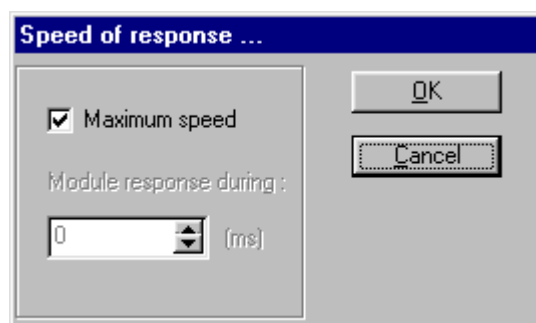 Speed of response ...
OK
Maximum speed
Cancel
Module response during :
0 (ms)